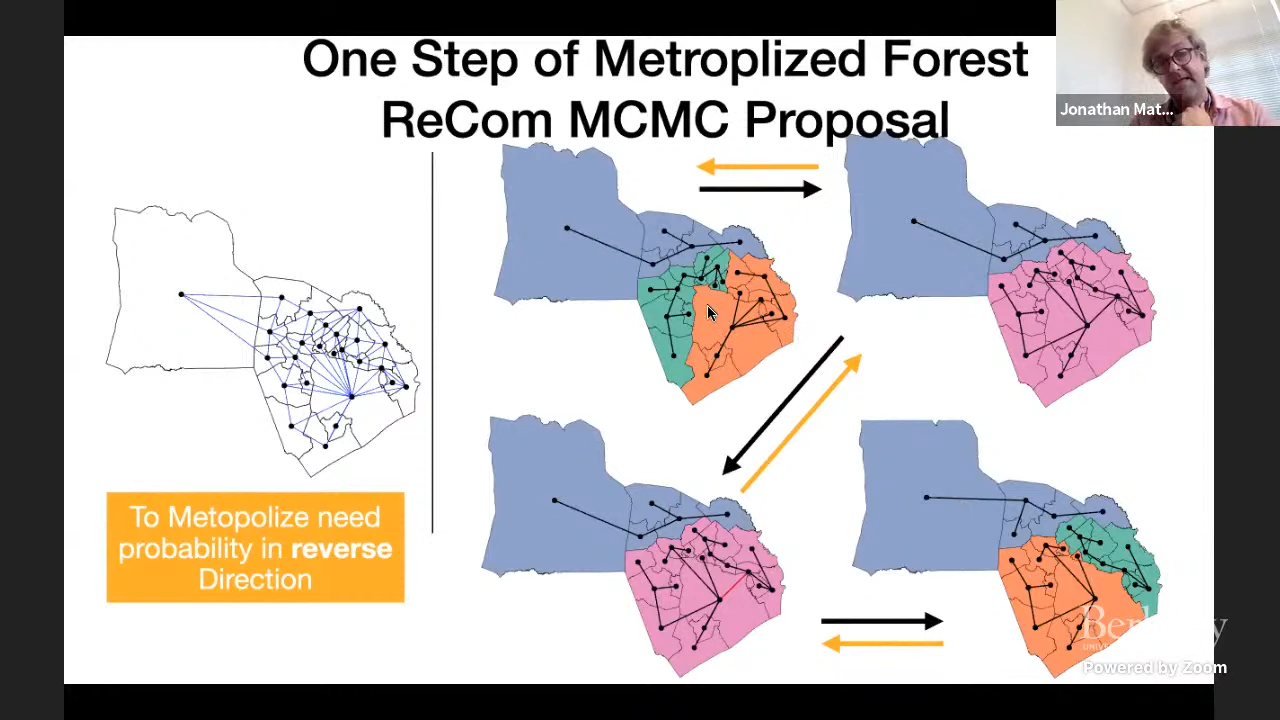 One Step of Metroplized Forest
ReCom MCMC Proposal
Jonathan Mat...
To Metopolize need
probability in reverse
Direction
Berkeley
Powered by Zoom